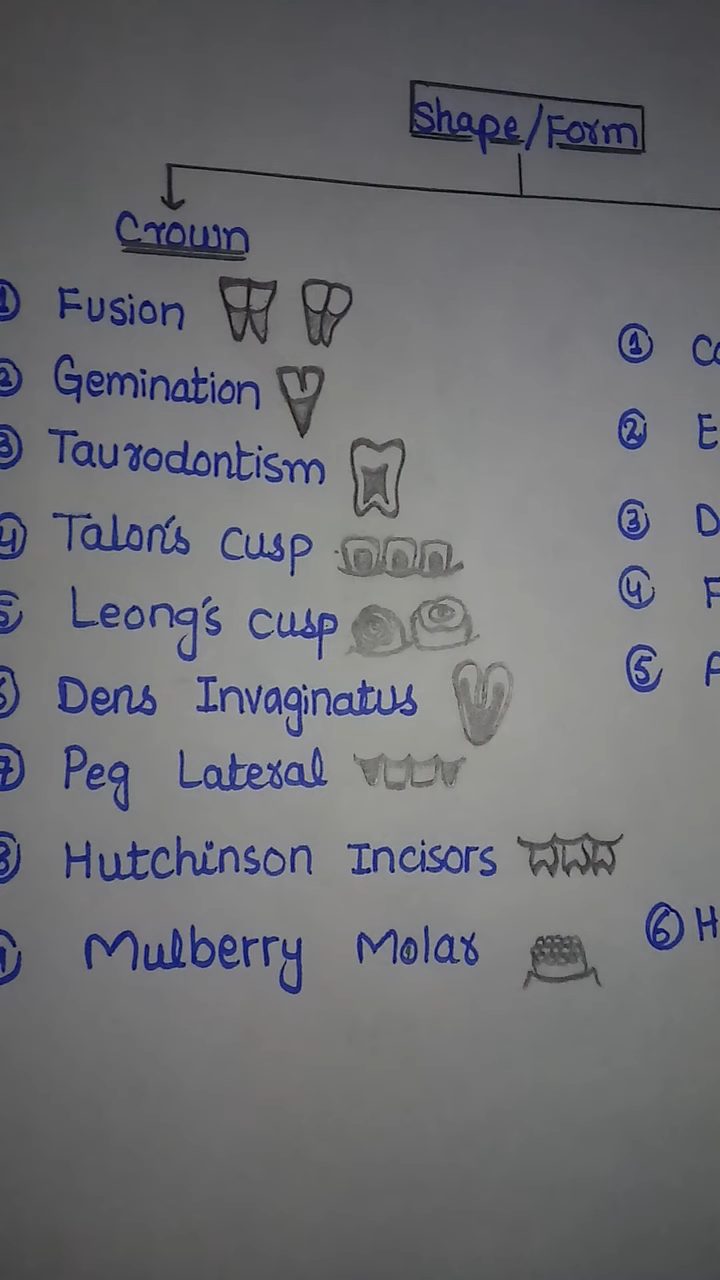 Shape/Form
Crown
① Fusion
② Gemination
③ Taurodontism
④ Talon's cusp
⑤ Leong's cusp
⑥ Dens Invaginatus
⑦ Peg Lateral
⑧ Hutchinson Incisors
⑨ Mulberry Molar
① Co
② E
③ D
④ F
⑤ A
⑥ H